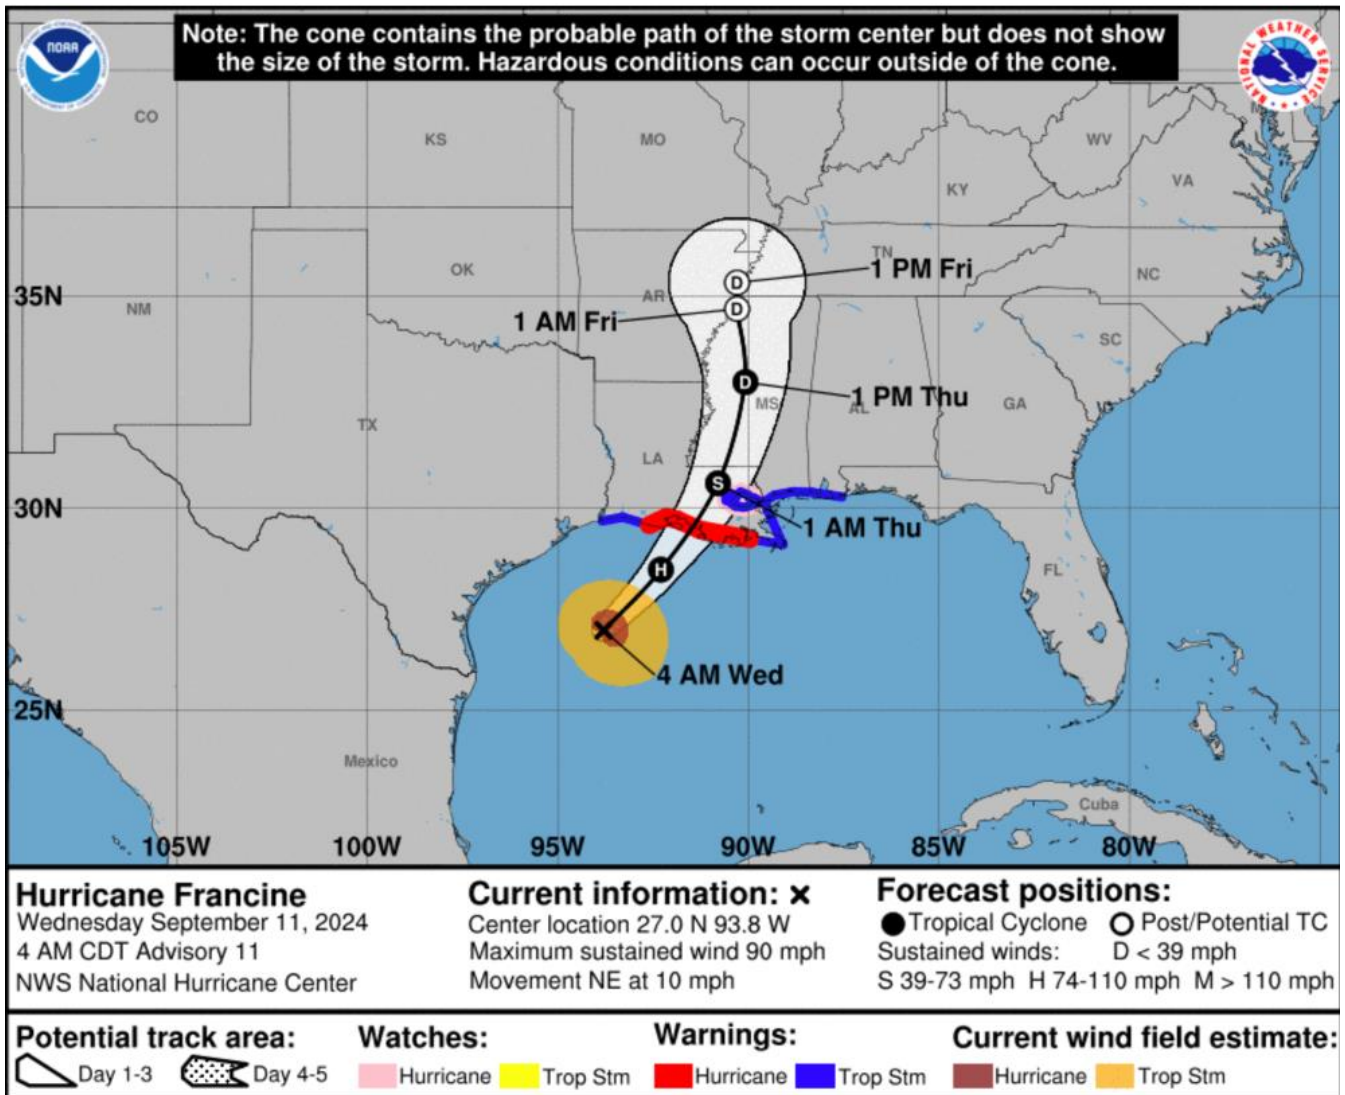 Note: The cone contains the probable path of the storm center but does not show
the size of the storm. Hazardous conditions can occur outside of the cone.
NOAA
NATIONAL WEATHER SERVICE
CO
KS
MO
WV
KY
VA
OK
TN
1 PM Fri
NC
35N
NM
AR
1 AM Fri
SC
D
D
D
1 PM Thu
MS
AL
GA
TX
LA
S
30N
1 AM Thu
H
FL
4 AM Wed
25N
Mexico
Cuba
105W
100W
95W
90W
85W
80W
Hurricane Francine
Wednesday September 11, 2024
4 AM CDT Advisory 11
NWS National Hurricane Center
Current information: ×
Center location 27.0 N 93.8 W
Maximum sustained wind 90 mph
Movement NE at 10 mph
Forecast positions:
Tropical Cyclone Post/Potential TC
Sustained winds: D < 39 mph
S 39-73 mph H 74-110 mph M > 110 mph
Potential track area:
Day 1-3 Day 4-5
Watches:
Hurricane Trop Stm
Warnings:
Hurricane Trop Stm
Current wind field estimate:
Hurricane Trop Stm